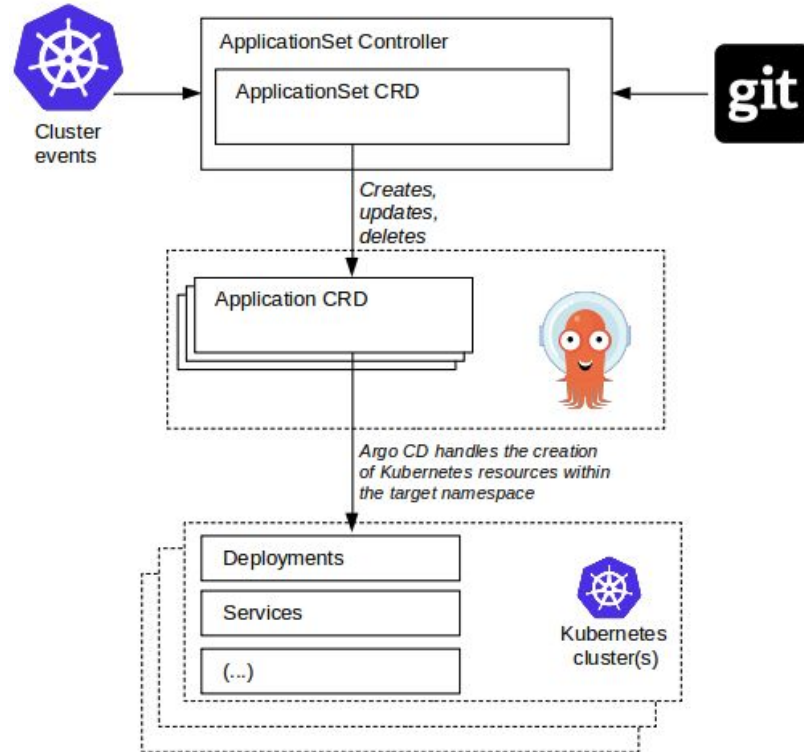 ApplicationSet Controller
ApplicationSet CRD
git
Cluster
events
Creates,
updates,
deletes
Application CRD
Argo CD handles the creation
of Kubernetes resources within
the target namespace
Deployments
Services
(...)
Kubernetes
cluster(s)